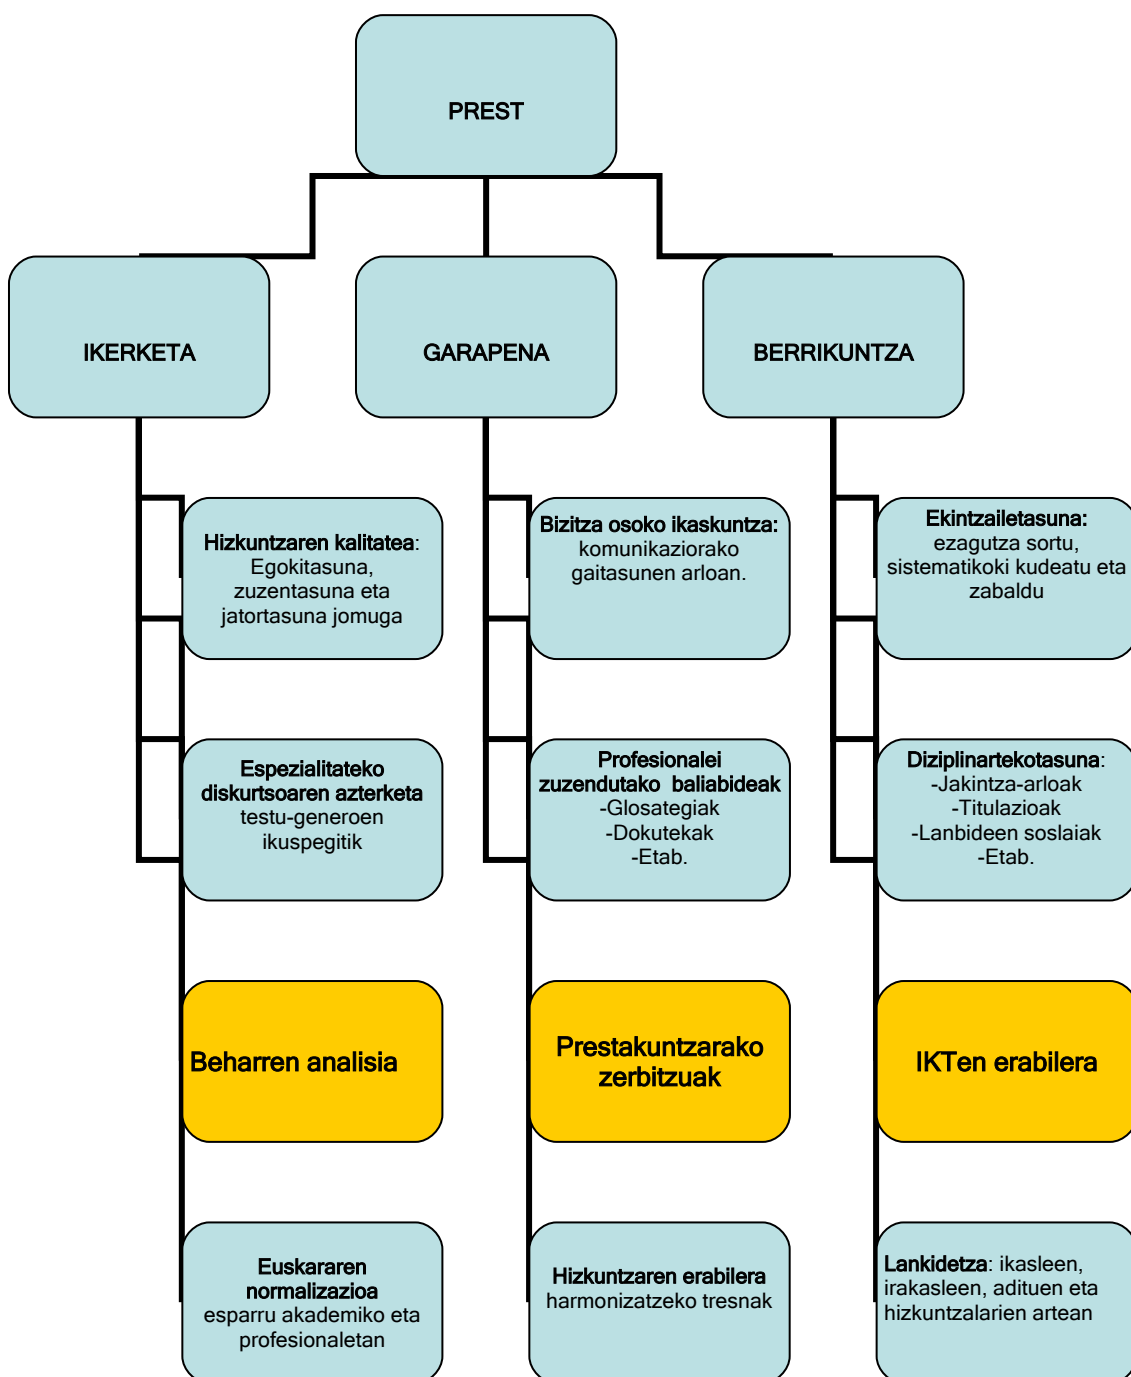 PREST
IKERKETA
GARAPENA
BERRIKUNTZA
Hizkuntzaren kalitatea:
Egokitasuna,
zuzentasuna eta
jatortasuna jomuga
Bizitza osoko ikaskuntza:
komunikaziorako
gaitasunen arloan.
Ekintzailetasuna:
ezagutza sortu,
sistematikoki kudeatu eta
zabaldu
Espezialitateko
diskurtsoaren azterketa
testu-generoen
ikuspegitik
Profesionalei
zuzendutako baliabideak
-Glosategiak
-Dokutekak
-Etab.
Diziplinartekotasuna:
-Jakintza-arloak
-Titulazioak
-Lanbideen soslaiak
-Etab.
Beharren analisia
Prestakuntzarako
zerbitzuak
IKTen erabilera
Euskararen
normalizazioa
esparru akademiko eta
profesionaletan
Hizkuntzaren erabilera
harmonizatzeko tresnak
Lankidetza: ikasleen,
irakasleen, adituen eta
hizkuntzalarien artean